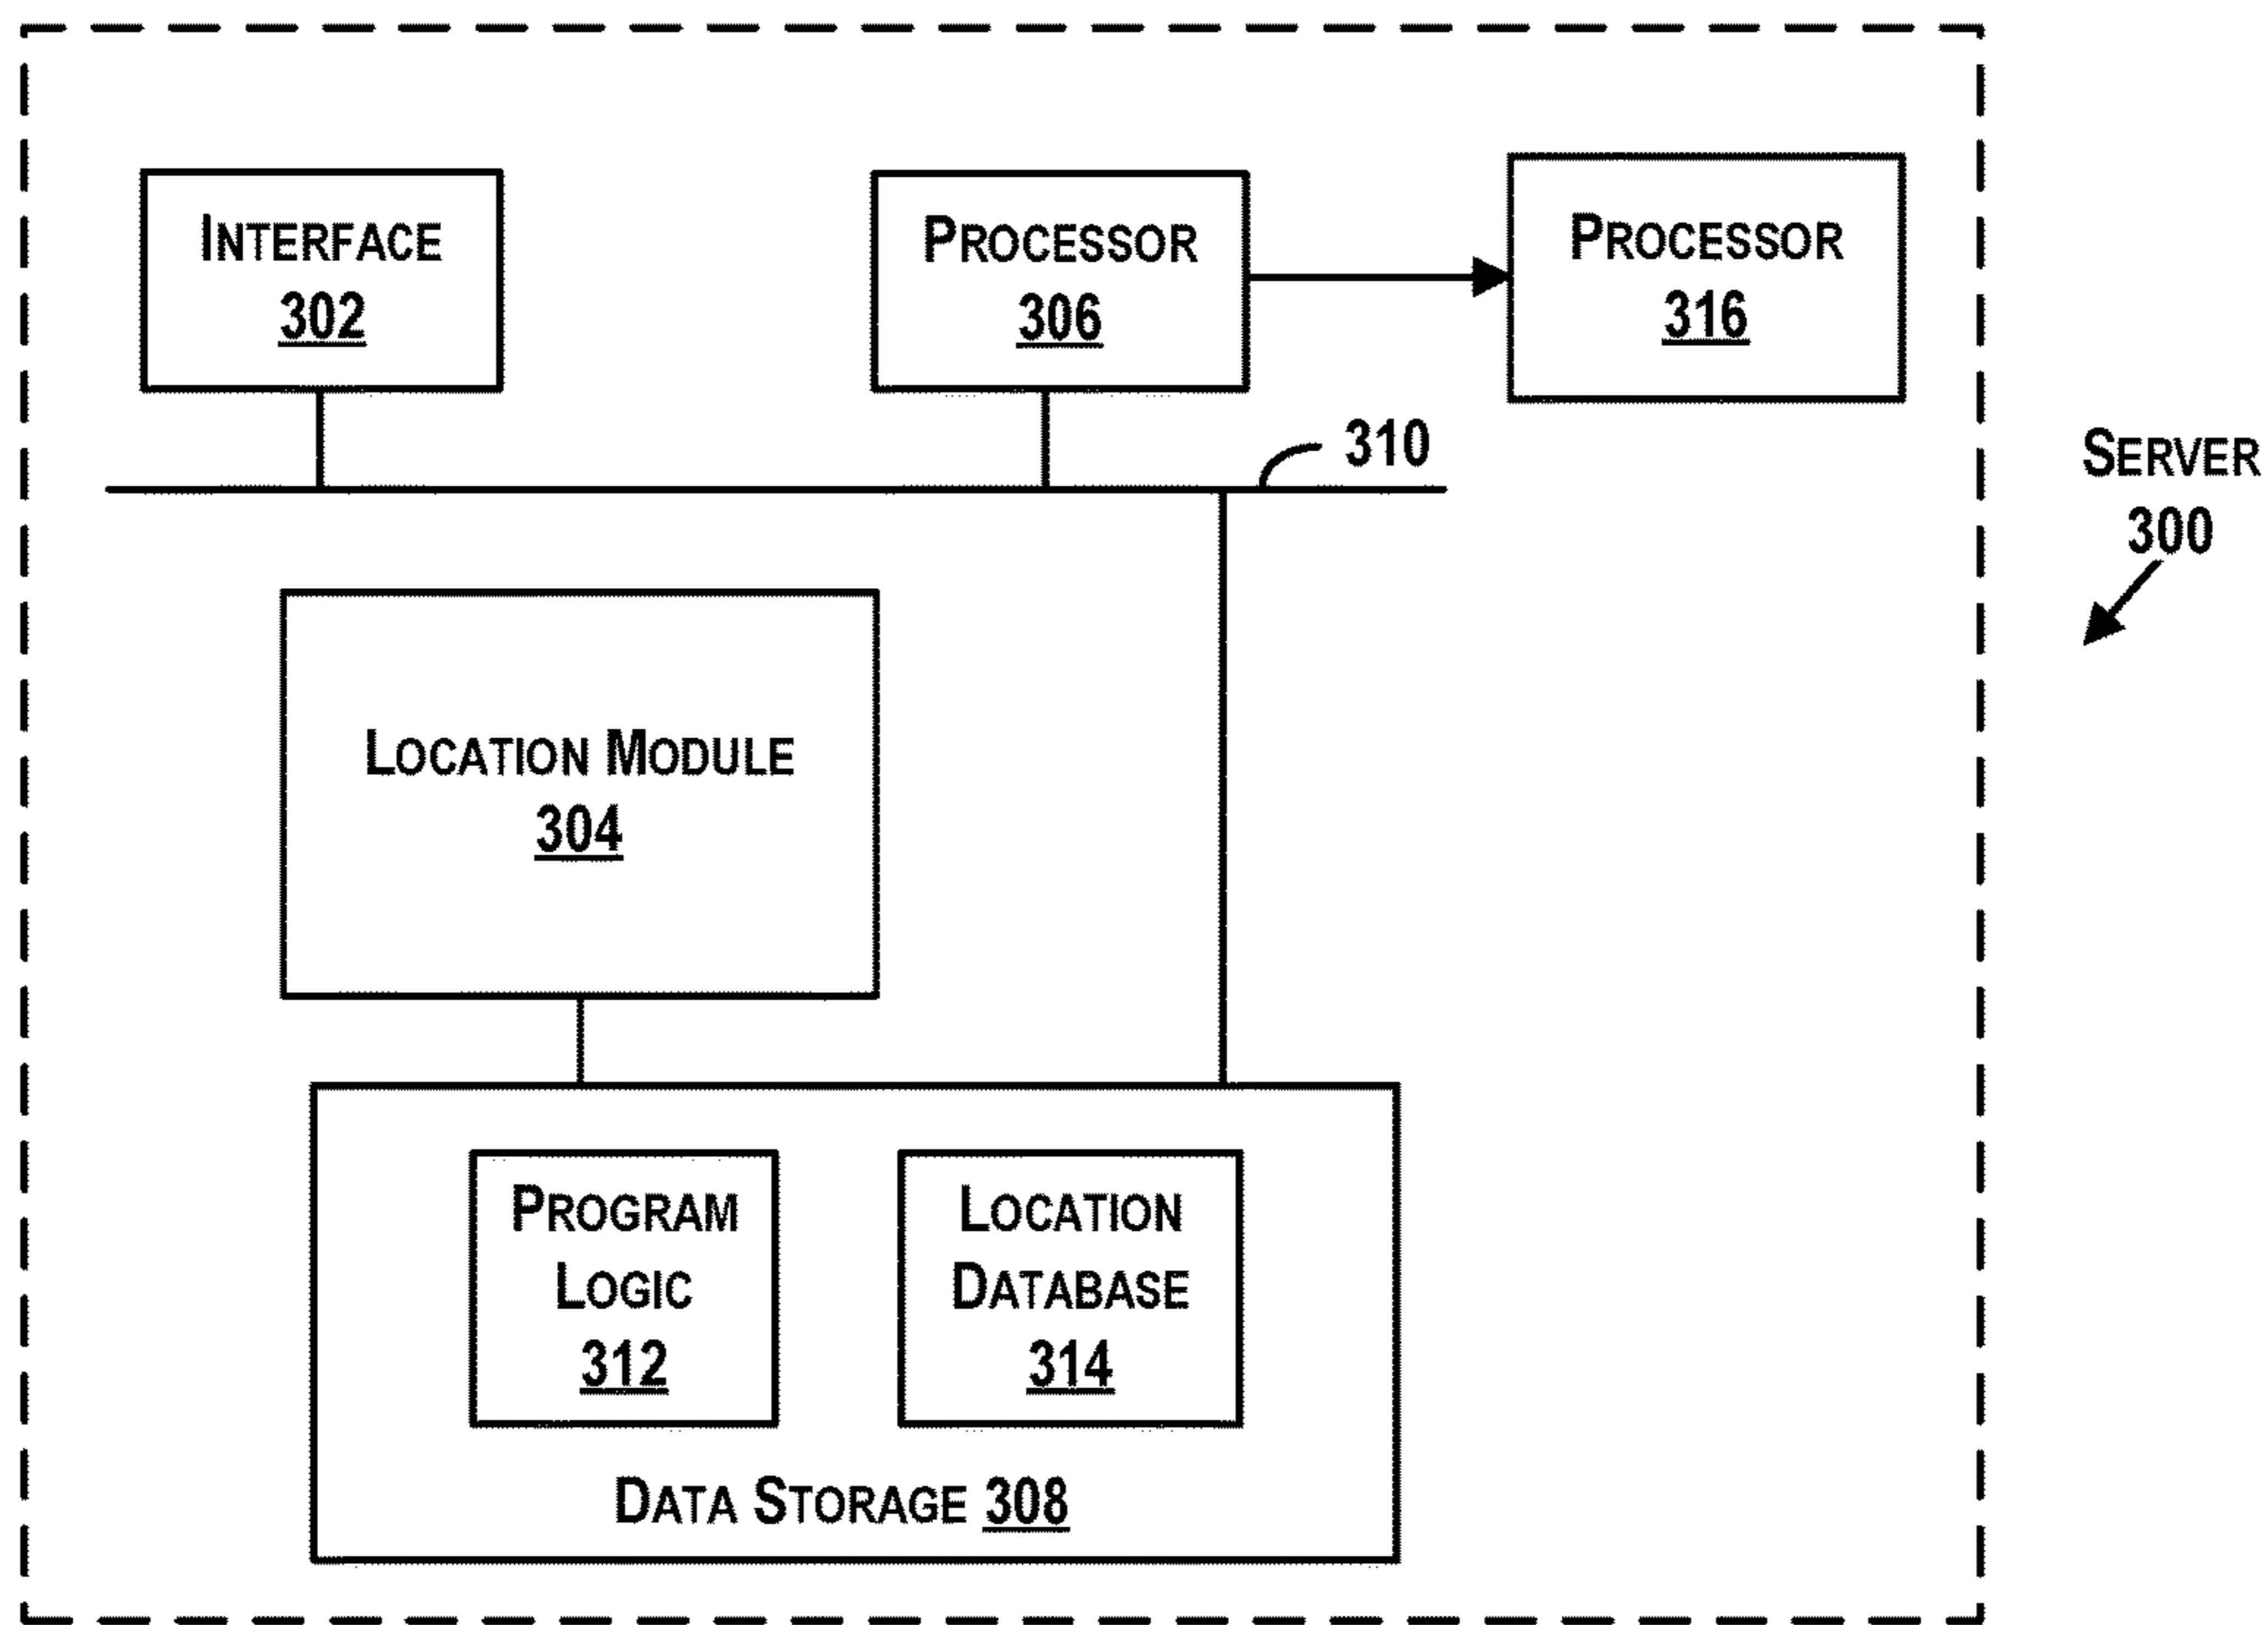 INTERFACE
302
PROCESSOR
306
PROCESSOR
316
310
SERVER
300
LOCATION MODULE
304
PROGRAM
LOGIC
312
LOCATION
DATABASE
314
DATA STORAGE 308